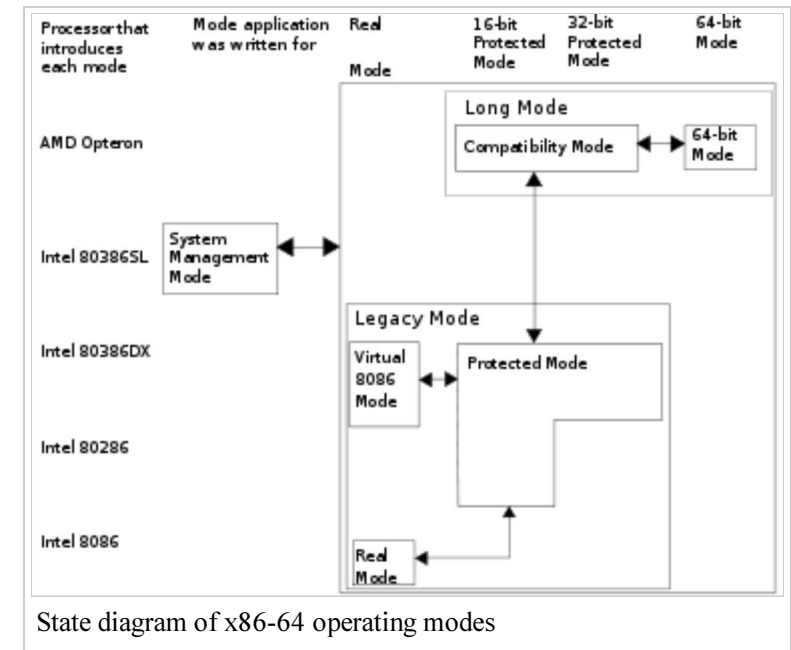 Processor that
introduces
each mode
Mode application
was written for
Real
Mode
16-bit
Protected
Mode
32-bit
Protected
Mode
64-bit
Mode
Long Mode
AMD Opteron
Compatibility Mode
64-bit
Mode
Intel 80386SL
System
Management
Mode
Legacy Mode
Intel 80386DX
Virtual
8086
Mode
Protected Mode
Intel 80286
Intel 8086
Real
Mode
State diagram of x86-64 operating modes